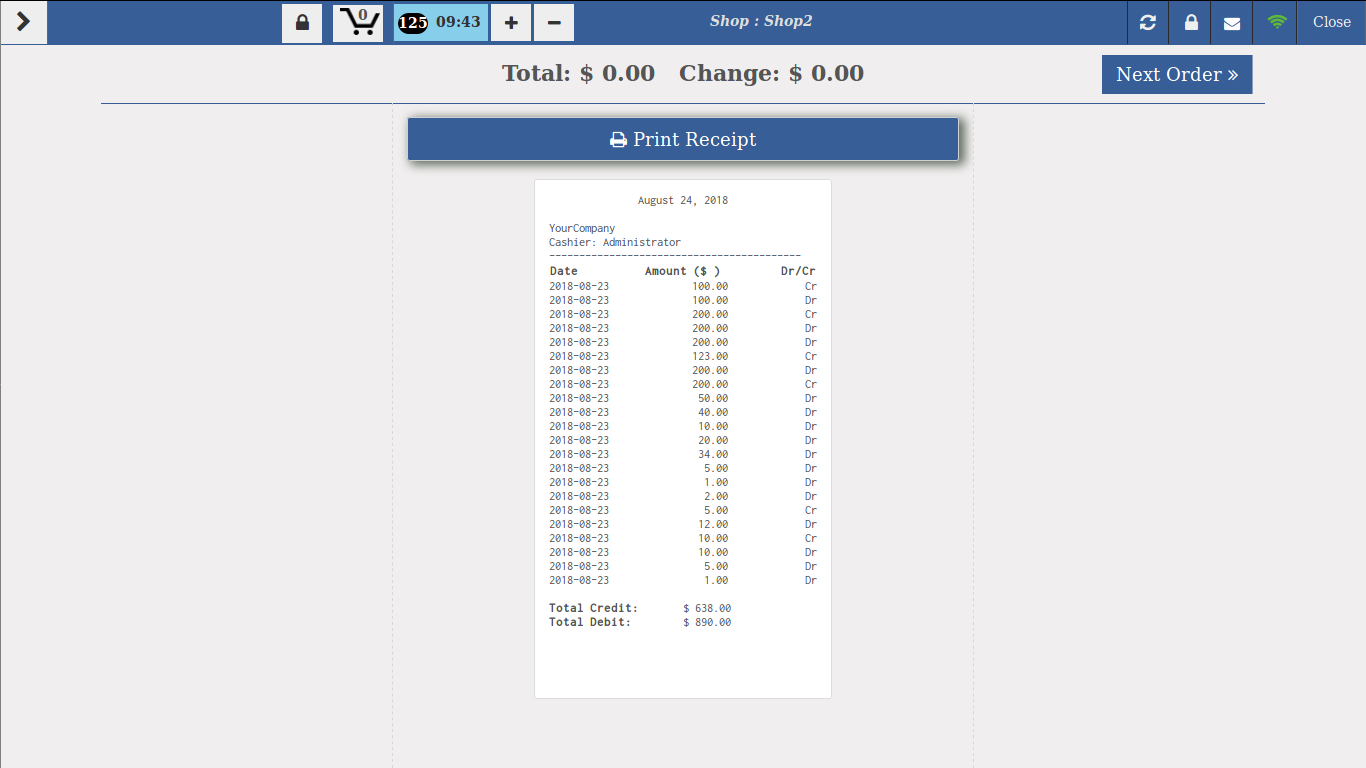 0
125 09:43
Shop : Shop2
Close
Total: $ 0.00 Change: $ 0.00
Next Order »
Print Receipt
August 24, 2018
YourCompany
Cashier: Administrator
------------------------------------------
Date Amount ($ ) Dr/Cr
2018-08-23 100.00 Cr
2018-08-23 100.00 Dr
2018-08-23 200.00 Cr
2018-08-23 200.00 Dr
2018-08-23 200.00 Dr
2018-08-23 123.00 Cr
2018-08-23 200.00 Dr
2018-08-23 200.00 Cr
2018-08-23 50.00 Dr
2018-08-23 40.00 Dr
2018-08-23 10.00 Dr
2018-08-23 20.00 Dr
2018-08-23 34.00 Dr
2018-08-23 5.00 Dr
2018-08-23 1.00 Dr
2018-08-23 2.00 Dr
2018-08-23 5.00 Cr
2018-08-23 12.00 Dr
2018-08-23 10.00 Cr
2018-08-23 10.00 Dr
2018-08-23 5.00 Dr
2018-08-23 1.00 Dr
Total Credit: $ 638.00
Total Debit: $ 890.00